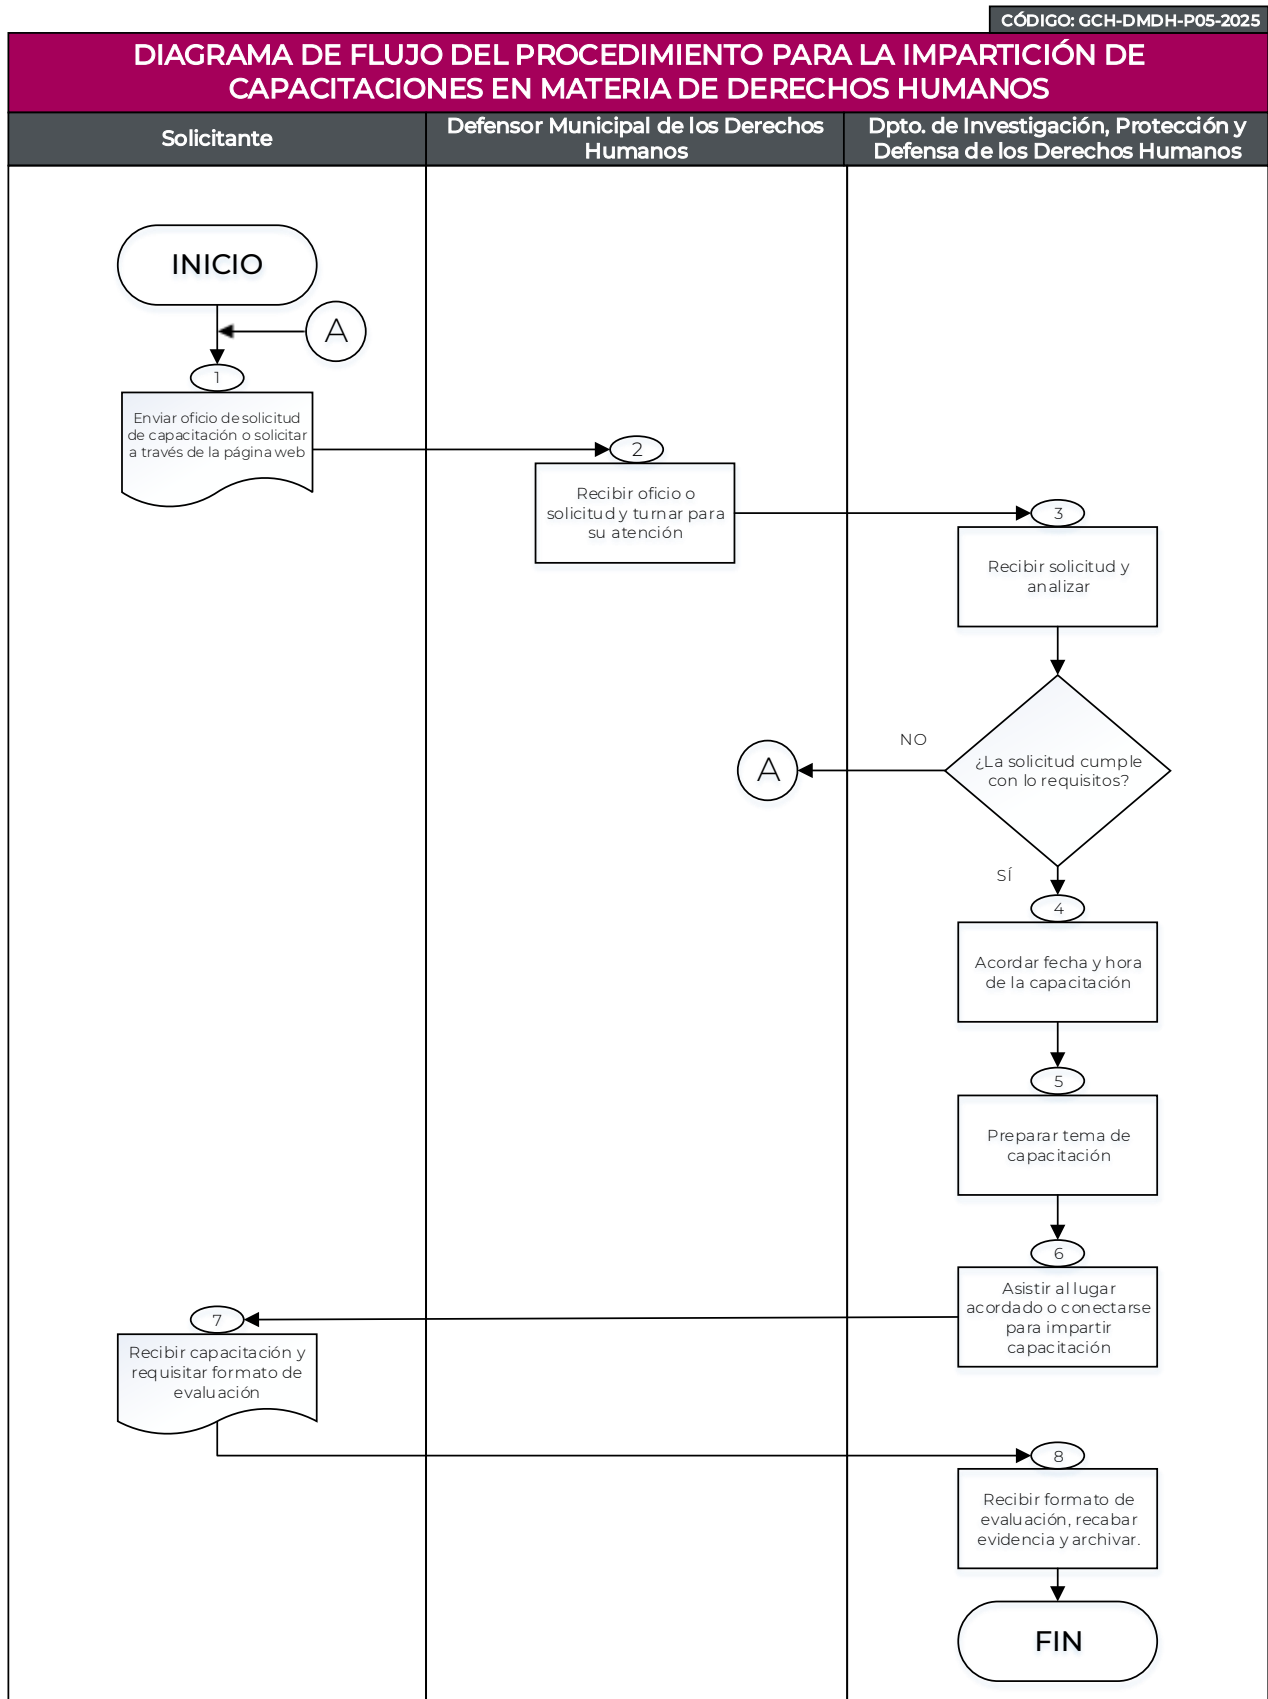 CÓDIGO: GCH-DMDH-P05-2025
DIAGRAMA DE FLUJO DEL PROCEDIMIENTO PARA LA IMPARTICIÓN DE
CAPACITACIONES EN MATERIA DE DERECHOS HUMANOS
Solicitante
Defensor Municipal de los Derechos
Humanos
Dpto. de Investigación, Protección y
Defensa de los Derechos Humanos
INICIO
A
1
Enviar oficio de solicitud
de capacitación o solicitar
a través de la página web
2
Recibir oficio o
solicitud y turnar para
su atención
3
Recibir solicitud y
analizar
NO
A
¿La solicitud cumple
con lo requisitos?
SÍ
4
Acordar fecha y hora
de la capacitación
5
Preparar tema de
capacitación
6
Asistir al lugar
acordado o conectarse
para impartir
capacitación
7
Recibir capacitación y
requisitar formato de
evaluación
8
Recibir formato de
evaluación, recabar
evidencia y archivar.
FIN